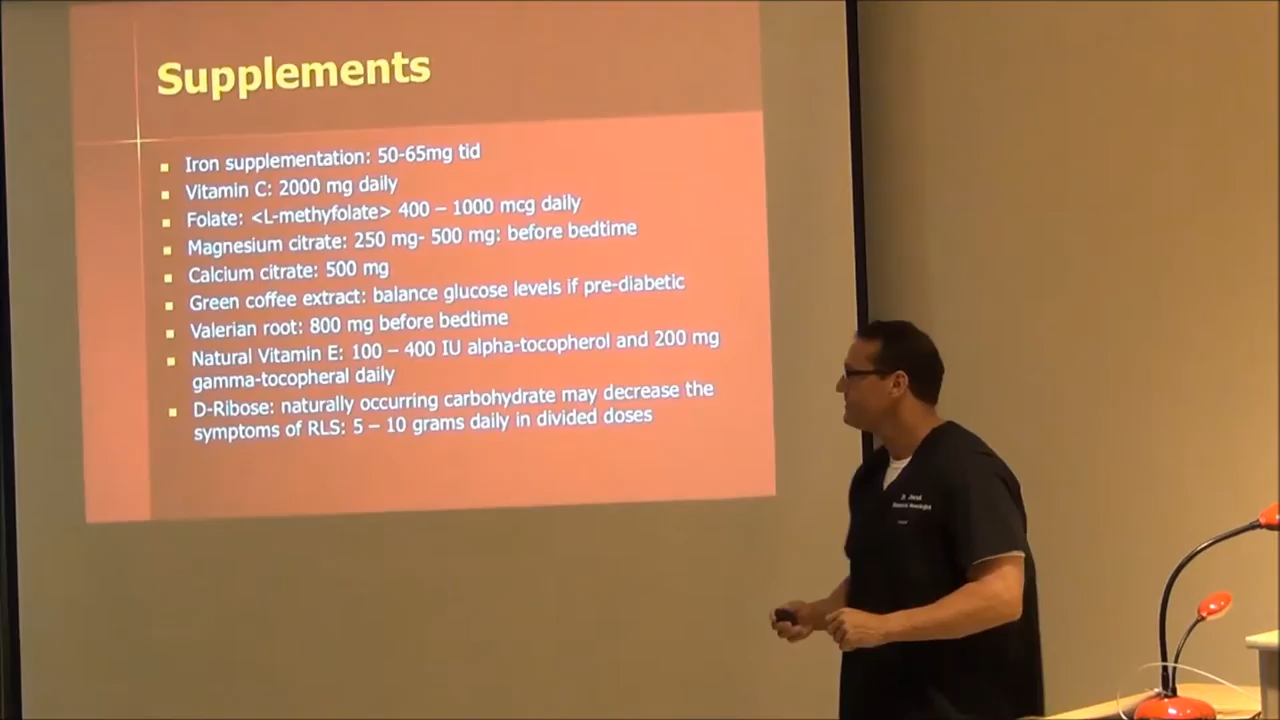 Supplements
Iron supplementation: 50-65mg tid
Vitamin C: 2000 mg daily
Folate: <L-methyfolate> 400 – 1000 mcg daily
Magnesium citrate: 250 mg- 500 mg: before bedtime
Calcium citrate: 500 mg
Green coffee extract: balance glucose levels if pre-diabetic
Valerian root: 800 mg before bedtime
Natural Vitamin E: 100 – 400 IU alpha-tocopherol and 200 mg
gamma-tocopheral daily
D-Ribose: naturally occurring carbohydrate may decrease the
symptoms of RLS: 5 – 10 grams daily in divided doses